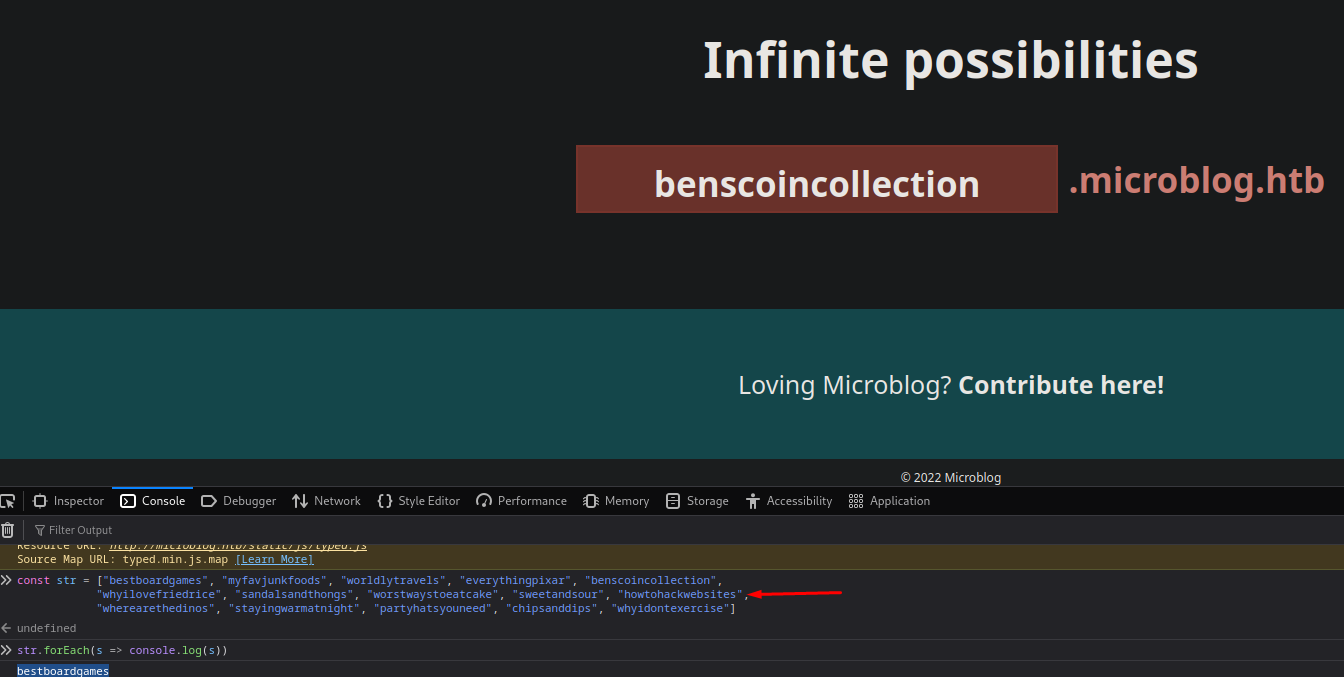 Infinite possibilities
benscoincollection .microblog.htb
Loving Microblog? Contribute here!
© 2022 Microblog
Inspector Console Debugger Network Style Editor Performance Memory Storage Accessibility Application
Filter Output
Resource URL: http://microblog.htb/static/js/typed.js
Source Map URL: typed.min.js.map [Learn More]
const str = ["bestboardgames", "myfavjunkfoods", "worldlytravels", "everythingpixar", "benscoincollection",
"whyilovefriedrice", "sandalsandthongs", "worstwaystoeatcake", "sweetandsour", "howtohackwebsites",
"wherearethedinos", "stayingwarmatnight", "partyhatsyouneed", "chipsanddips", "whyidontexercise"]
undefined
str.forEach(s => console.log(s))
bestboardgames